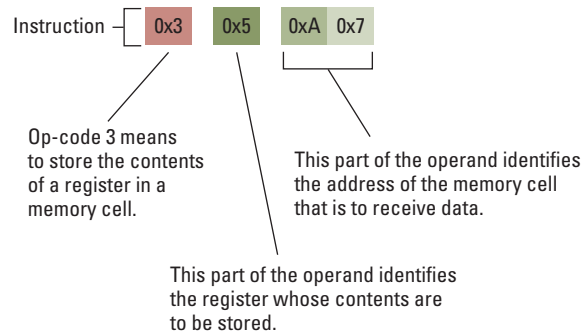 Instruction 0x3 0x5 0xA 0x7
Op-code 3 means
to store the contents
of a register in a
memory cell.
This part of the operand identifies
the address of the memory cell
that is to receive data.
This part of the operand identifies
the register whose contents are
to be stored.